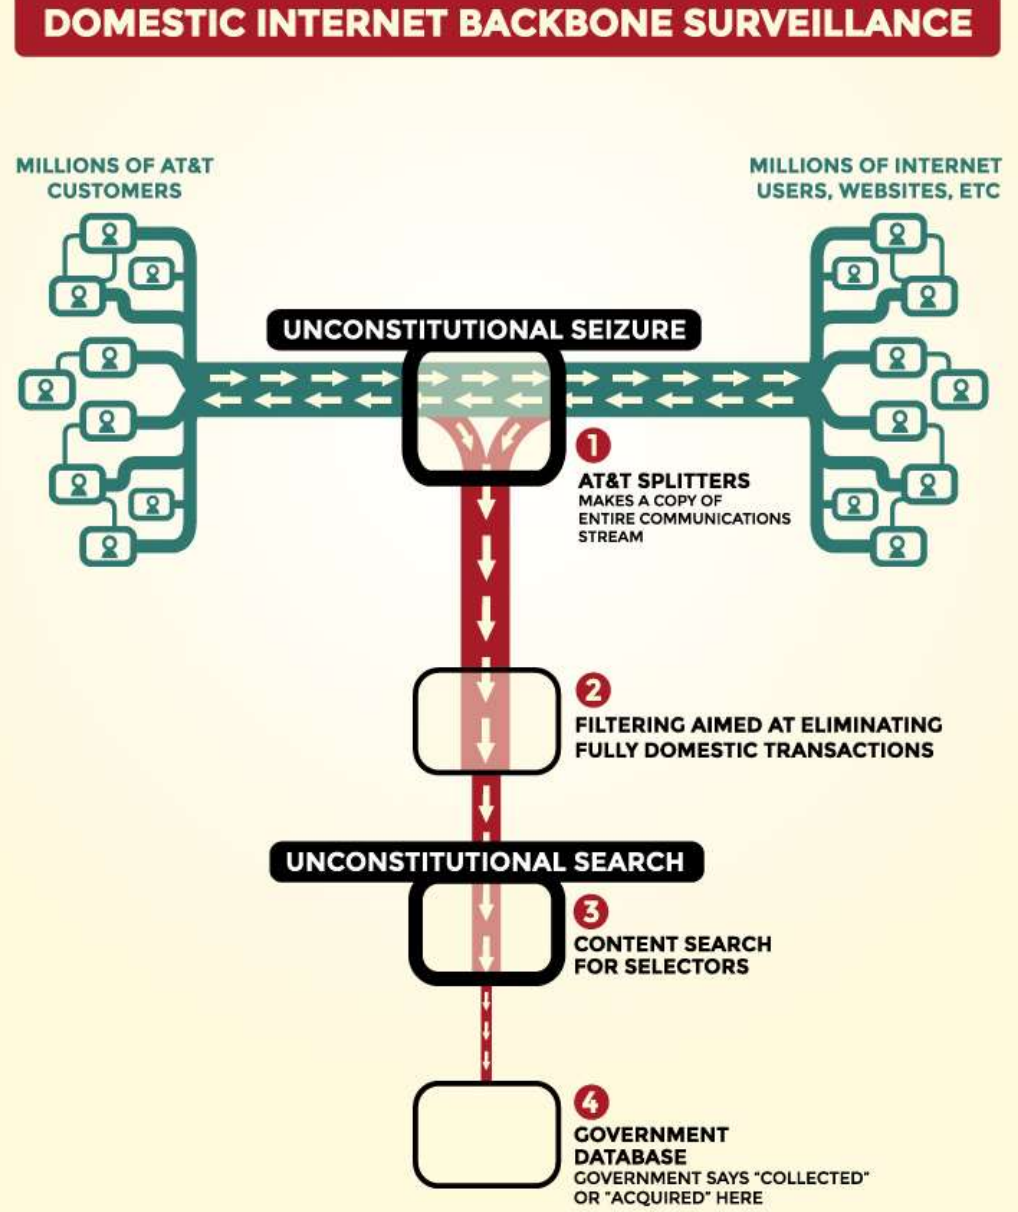 DOMESTIC INTERNET BACKBONE SURVEILLANCE
MILLIONS OF AT&T
CUSTOMERS
MILLIONS OF INTERNET
USERS, WEBSITES, ETC
UNCONSTITUTIONAL SEIZURE
1
AT&T SPLITTERS
MAKES A COPY OF
ENTIRE COMMUNICATIONS
STREAM
2
FILTERING AIMED AT ELIMINATING
FULLY DOMESTIC TRANSACTIONS
UNCONSTITUTIONAL SEARCH
3
CONTENT SEARCH
FOR SELECTORS
4
GOVERNMENT
DATABASE
GOVERNMENT SAYS "COLLECTED"
OR "ACQUIRED" HERE